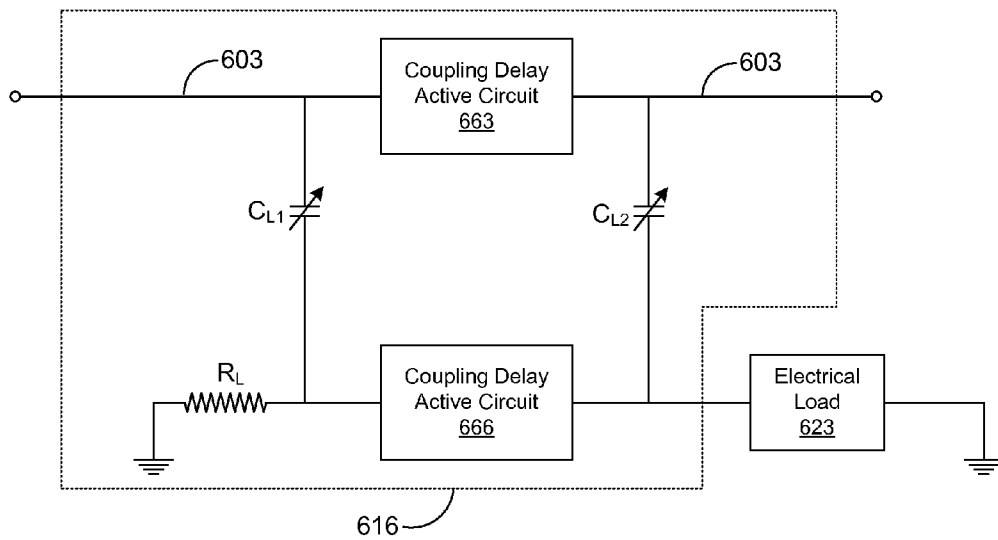 603
Coupling Delay
Active Circuit
663
603
CL1
CL2
RL
Coupling Delay
Active Circuit
666
Electrical
Load
623
616